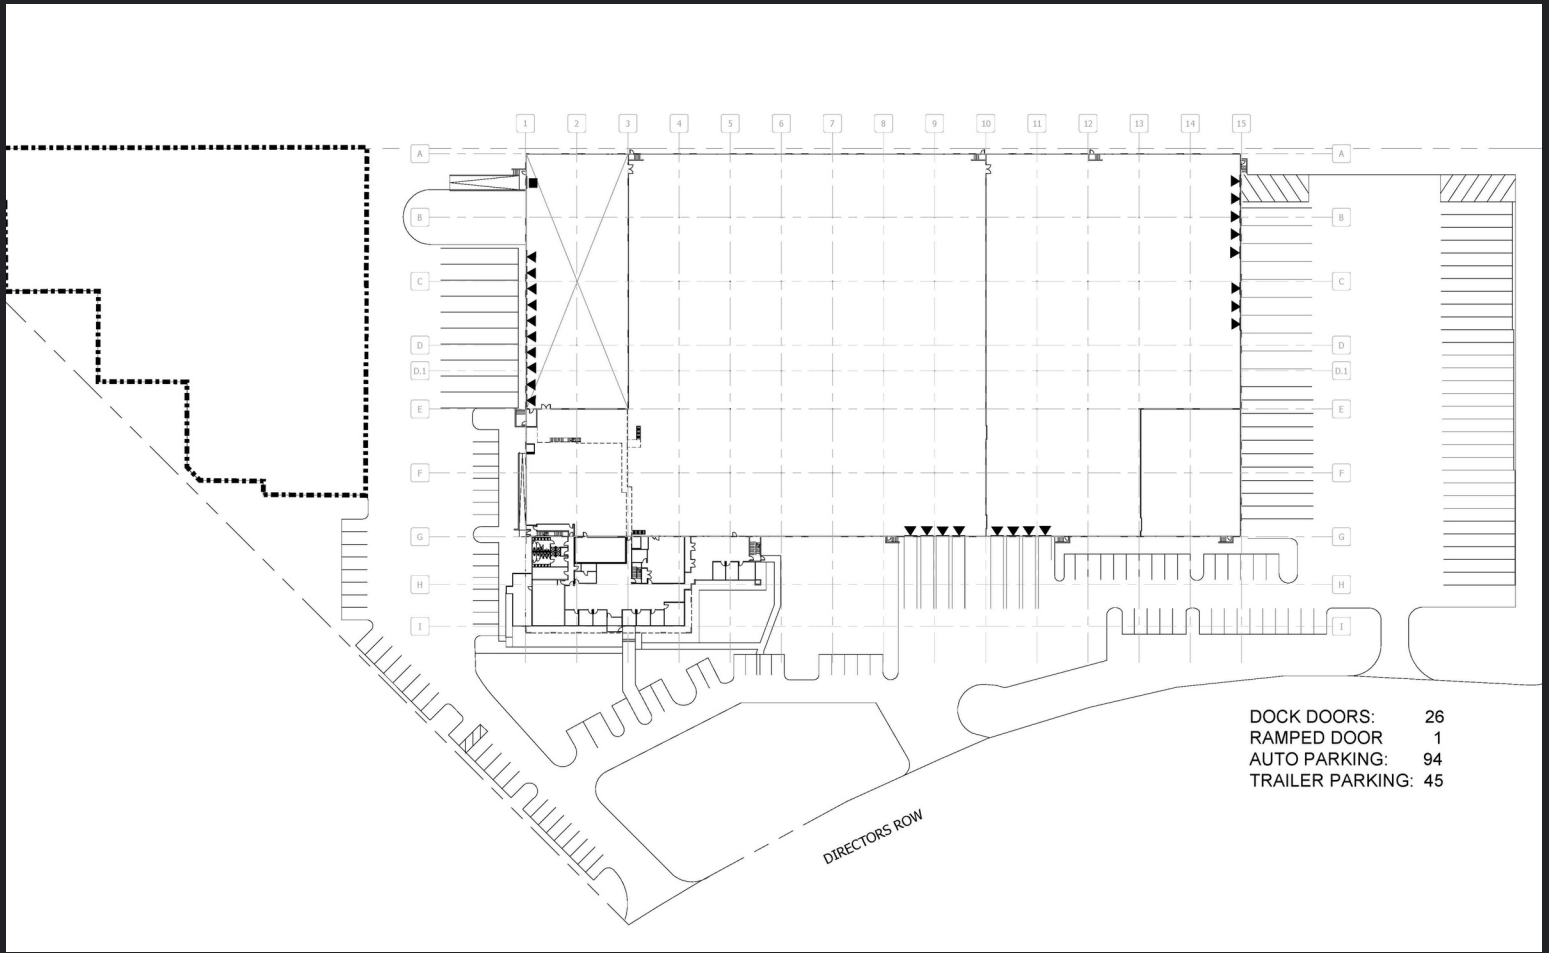 1 2 3 4 5 6 7 8 9 10 11 12 13 14 15
A A
B B
C C
D D
D.1 D.1
E E
F F
G G
H H
I I
DOCK DOORS: 26
RAMPED DOOR 1
AUTO PARKING: 94
TRAILER PARKING: 45
DIRECTORS ROW